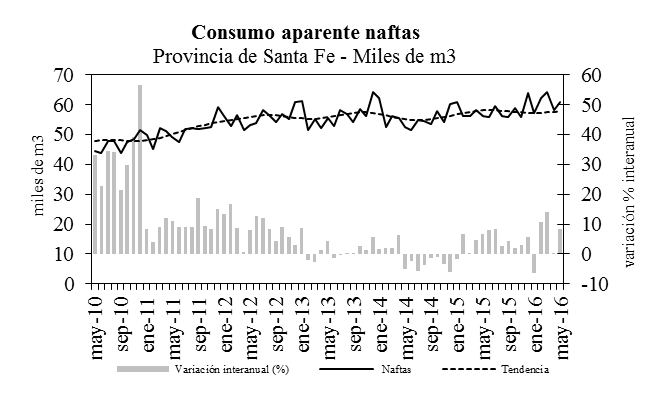 Consumo aparente naftas
Provincia de Santa Fe - Miles de m3
70
60
50
40
30
20
10
0
miles de m3
60
50
40
30
20
10
0
-10
variación % interanual
may-10
sep-10
ene-11
may-11
sep-11
ene-12
may-12
sep-12
ene-13
may-13
sep-13
ene-14
may-14
sep-14
ene-15
may-15
sep-15
ene-16
may-16
Variación interanual (%)
Naftas
Tendencia